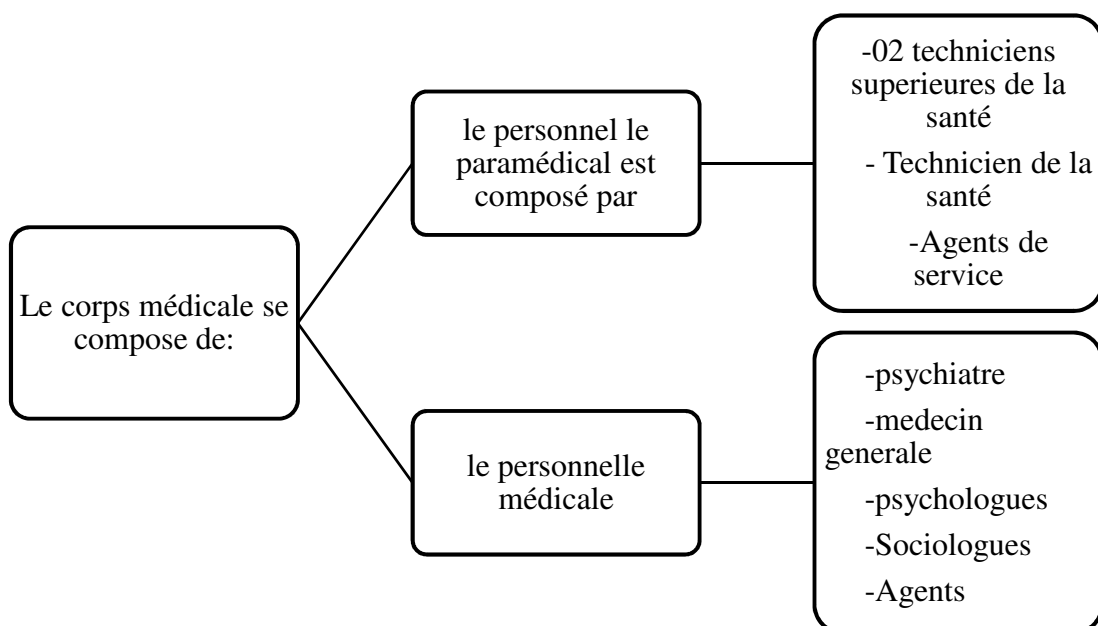 Le corps médicale se
compose de:
le personnel le
paramédical est
composé par
-02 techniciens
superieures de la
santé
- Technicien de la
santé
-Agents de
service
le personnelle
médicale
-psychiatre
-medecin
generale
-psychologues
-Sociologues
-Agents